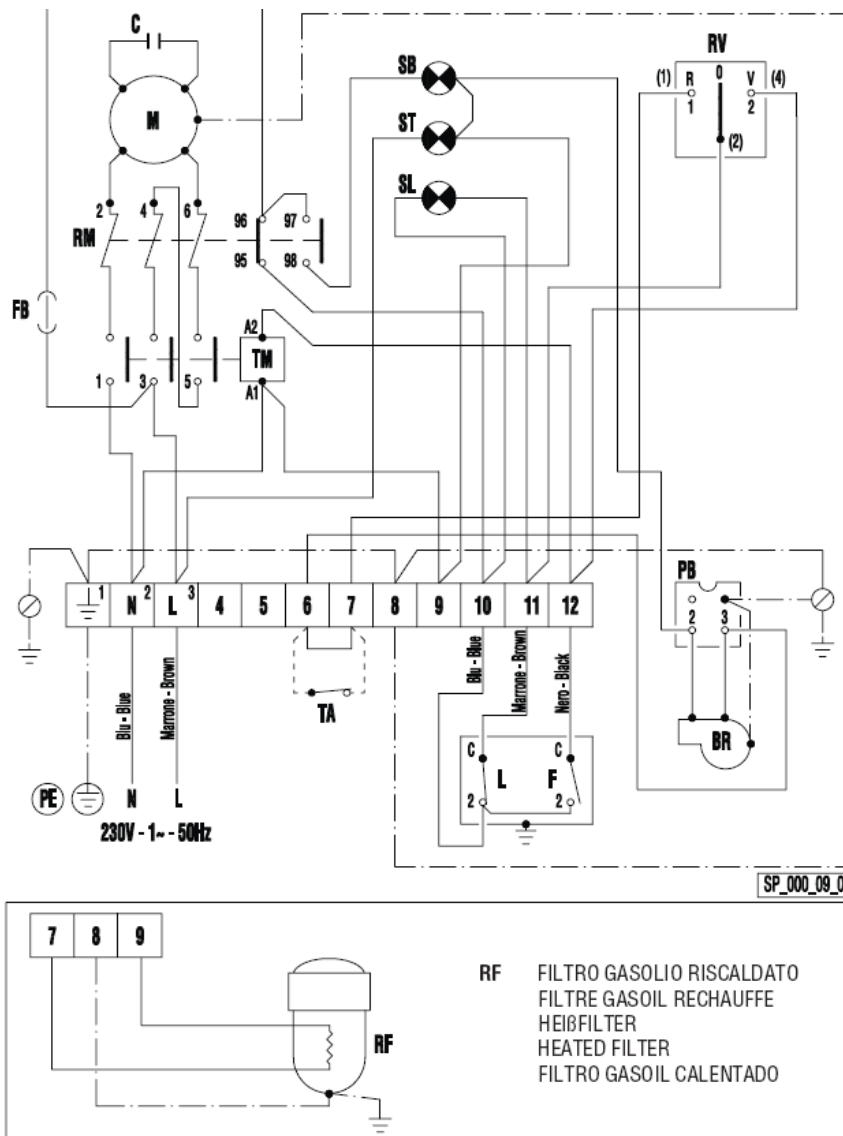 C
M
SB
ST
SL
RV
(1) R 0 V (4)
1 2
(2)
2 4 6 96 97
RM
95 98
FB
A2
TM
1 3 5 A1
1 N 2 L 3 4 5 6 7 8 9 10 11 12
Blu - Blue
Marrone - Brown
TA
Blu - Blue
Marrone - Brown
Nero - Black
PB
2 3
BR
C C
L F
2 2
PE N L
230V - 1~ - 50Hz
SP_000_09_0
7 8 9
RF
RF FILTRO GASOLIO RISCALDATO
FILTRE GASOIL RECHAUFFE
HEIßFILTER
HEATED FILTER
FILTRO GASOIL CALENTADO